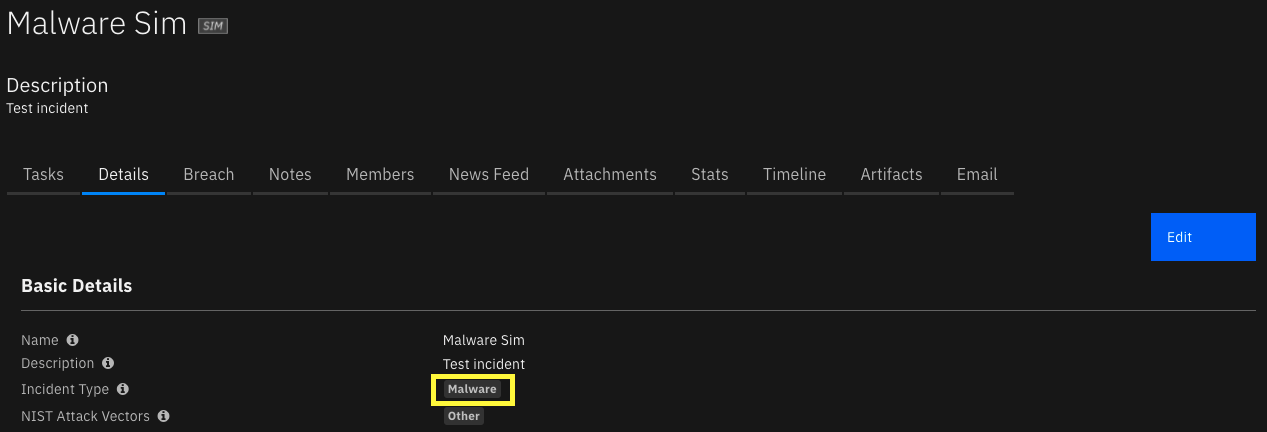 Malware Sim SIM
Description
Test incident
Tasks Details Breach Notes Members News Feed Attachments Stats Timeline Artifacts Email
Edit
Basic Details
Name Malware Sim
Description Test incident
Incident Type Malware
NIST Attack Vectors Other